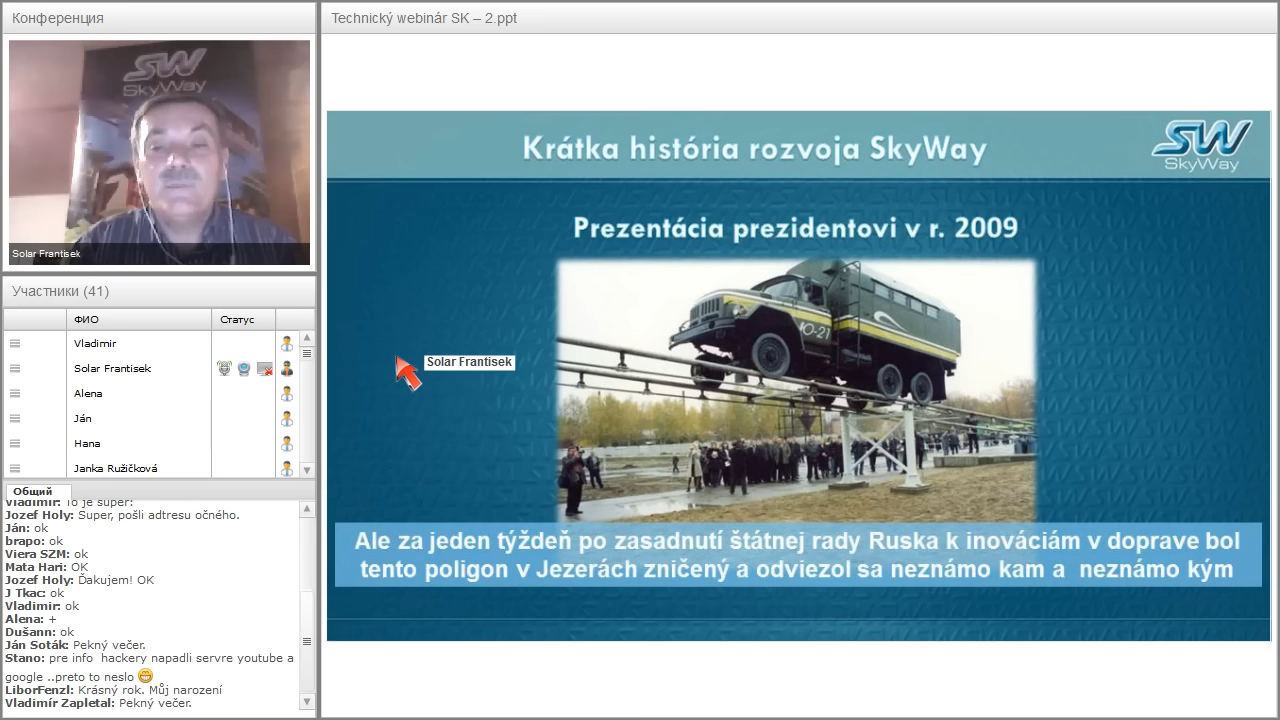 Конференция
SW
SkyWay
Solar Frantisek
Участники (41)
ФИО
Статус
Vladimir
Solar Frantisek
Alena
Ján
Hana
Janka Ružičková
Общий
Vladimir: To je super!
Jozef Holy: Super, pošli adtresu očného.
Ján: ok
brapo: ok
Viera SZM: ok
Mata Hari: OK
Jozef Holy: Ďakujem! OK
J Tkac: ok
Vladimir: ok
Alena: +
Dušann: ok
Ján Soták: Pekný večer.
Stano: pre info hackery napadli servre youtube a
google ..preto to neslo
LiborFenzl: Krásný rok. Můj narození
Vladimír Zapletal: Pekný večer.
Technický webinár SK – 2.ppt
Krátka história rozvoja SkyWay
SW
SkyWay
Prezentácia prezidentovi v r. 2009
Ю-21
Solar Frantisek
Ale za jeden týždeň po zasadnutí štátnej rady Ruska k inováciám v doprave bol
tento poligon v Jezerách zničený a odviezol sa neznámo kam a neznámo kým